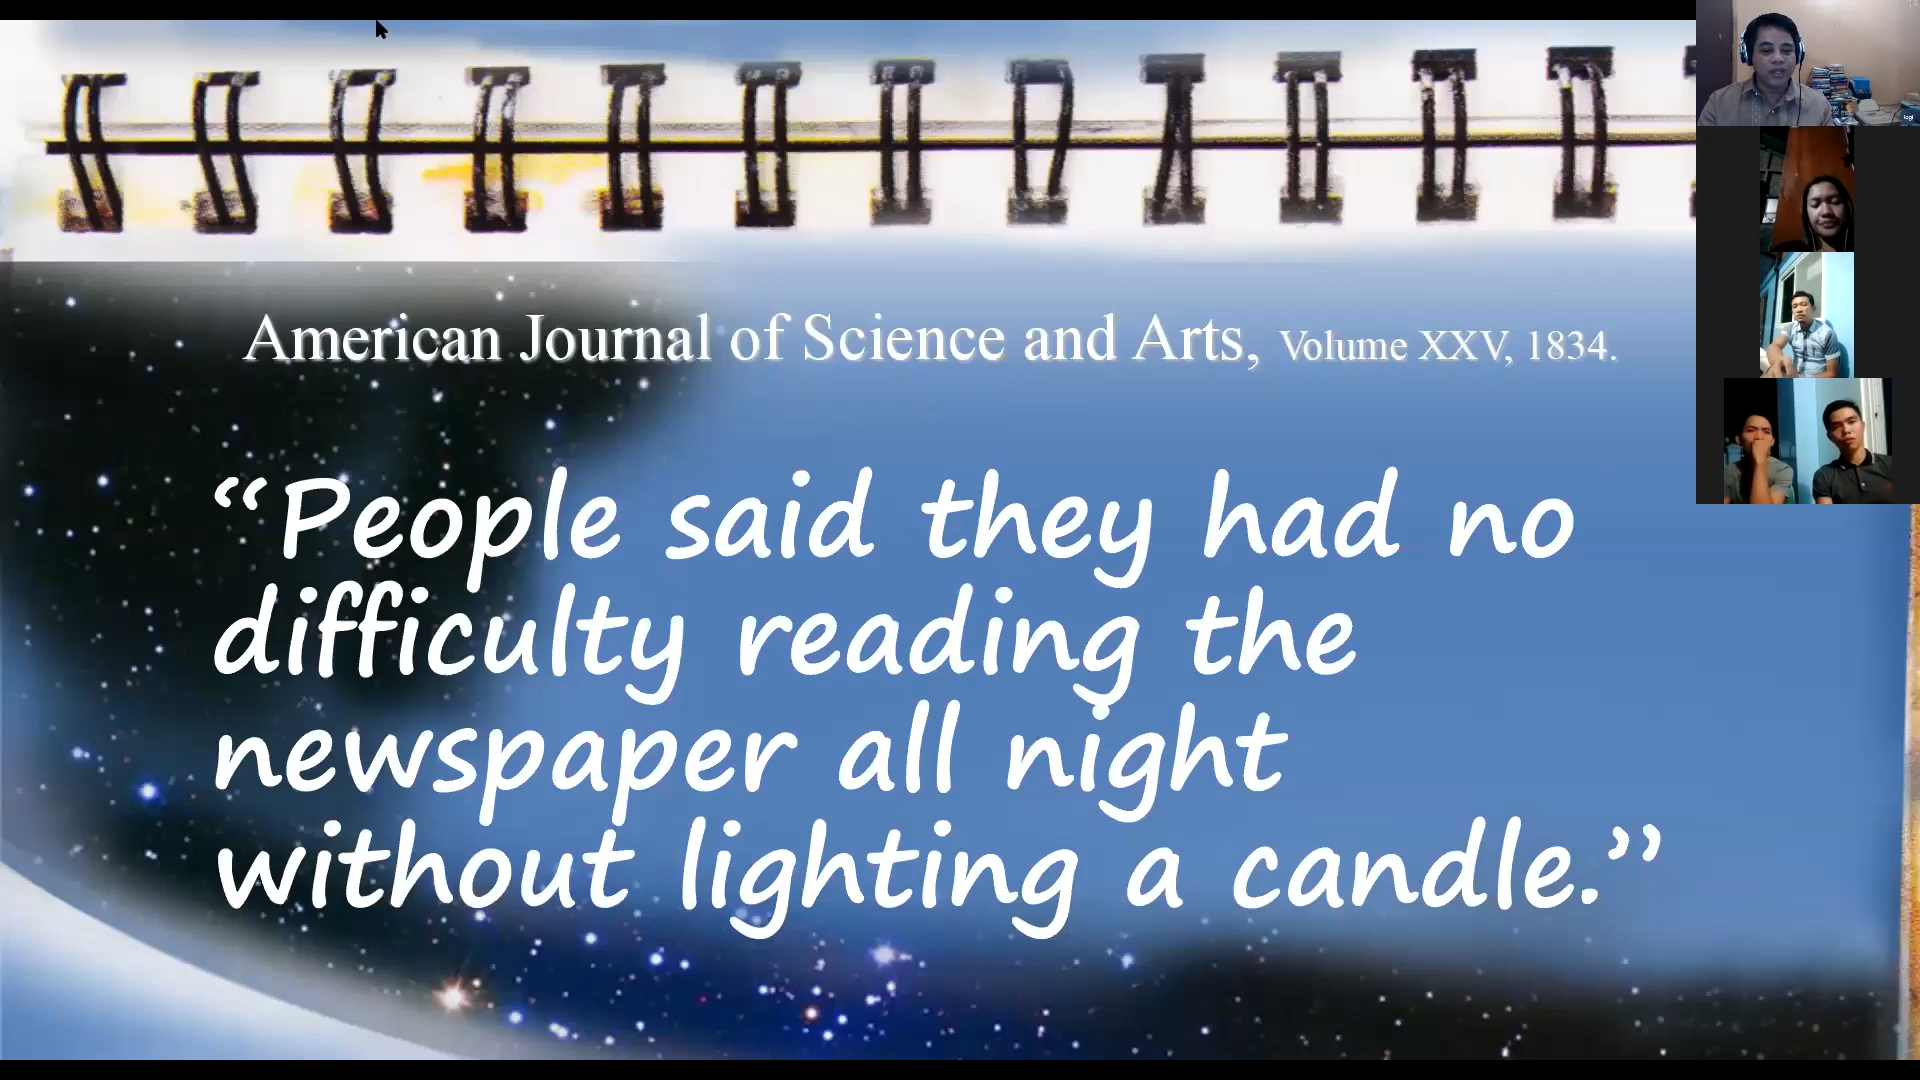 American Journal of Science and Arts, Volume XXV, 1834.
“People said they had no
difficulty reading the
newspaper all night
without lighting a candle.”